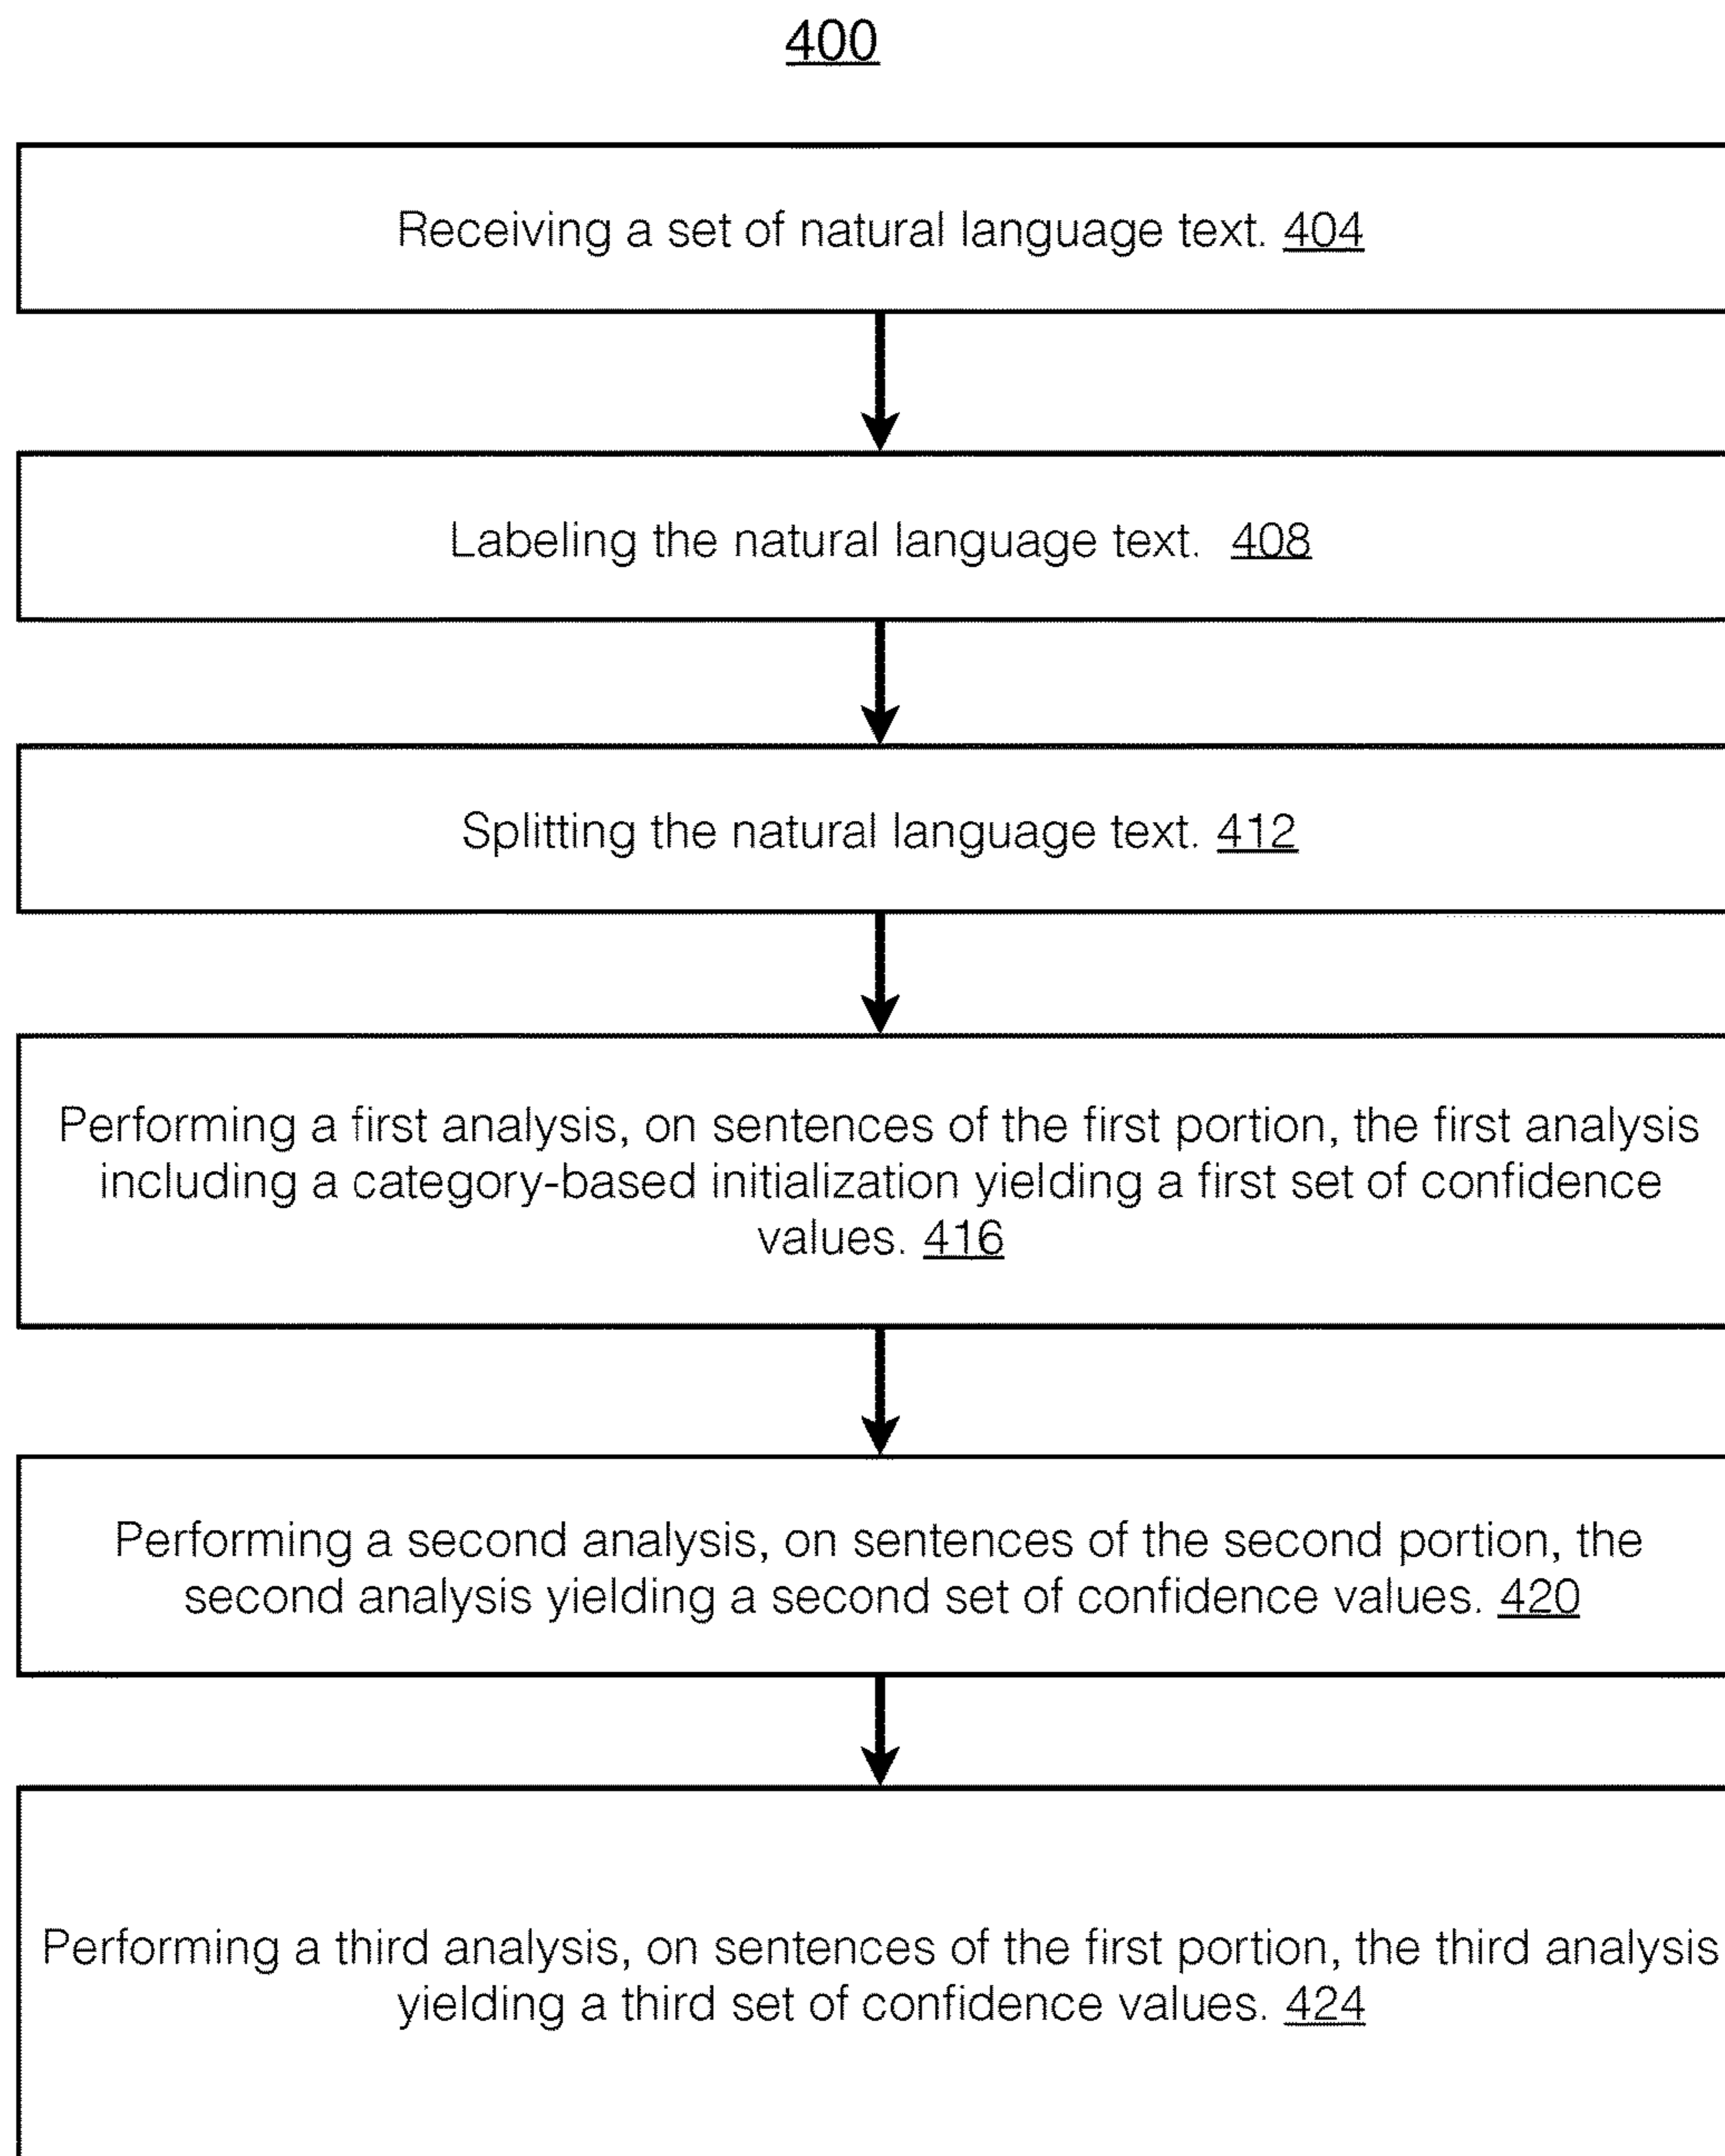 400
Receiving a set of natural language text. 404
Labeling the natural language text. 408
Splitting the natural language text. 412
Performing a first analysis, on sentences of the first portion, the first analysis
including a category-based initialization yielding a first set of confidence
values. 416
Performing a second analysis, on sentences of the second portion, the
second analysis yielding a second set of confidence values. 420
Performing a third analysis, on sentences of the first portion, the third analysis
yielding a third set of confidence values. 424